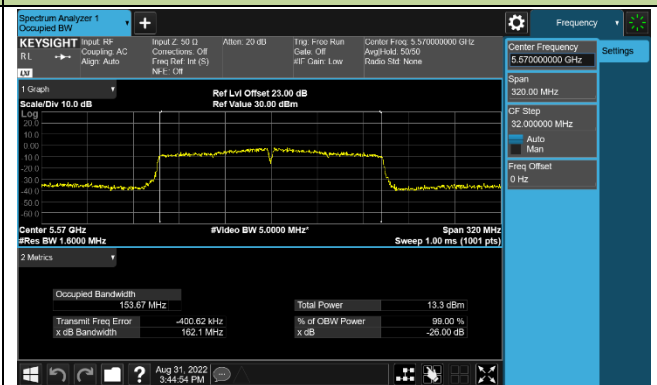 Spectrum Analyzer 1
Occupied BW
+
Frequency
KEYSIGHT
RL
Input: RF
Coupling: AC
Align: Auto
Input Z: 50 Ω
Corrections: Off
Freq Ref: Int (S)
NFE: Off
Atten: 20 dB
Trig: Free Run
Gate: Off
#IF Gain: Low
Center Freq: 5.570000000 GHz
Avg|Hold: 50/50
Radio Std: None
LXI
Center Frequency
5.570000000 GHz
Settings
Span
320.00 MHz
CF Step
32.000000 MHz
Auto
Man
Freq Offset
0 Hz
1 Graph
Scale/Div 10.0 dB
Ref Lvl Offset 23.00 dB
Ref Value 30.00 dBm
Log
20.0
10.0
0.00
-10.0
-20.0
-30.0
-40.0
-50.0
-60.0
Center 5.57 GHz
#Res BW 1.6000 MHz
#Video BW 5.0000 MHz*
Span 320 MHz
Sweep 1.00 ms (1001 pts)
2 Metrics
Occupied Bandwidth
153.67 MHz
Total Power 13.3 dBm
Transmit Freq Error -400.62 kHz
% of OBW Power 99.00 %
x dB Bandwidth 162.1 MHz
x dB -26.00 dB
?
Aug 31, 2022
3:44:54 PM